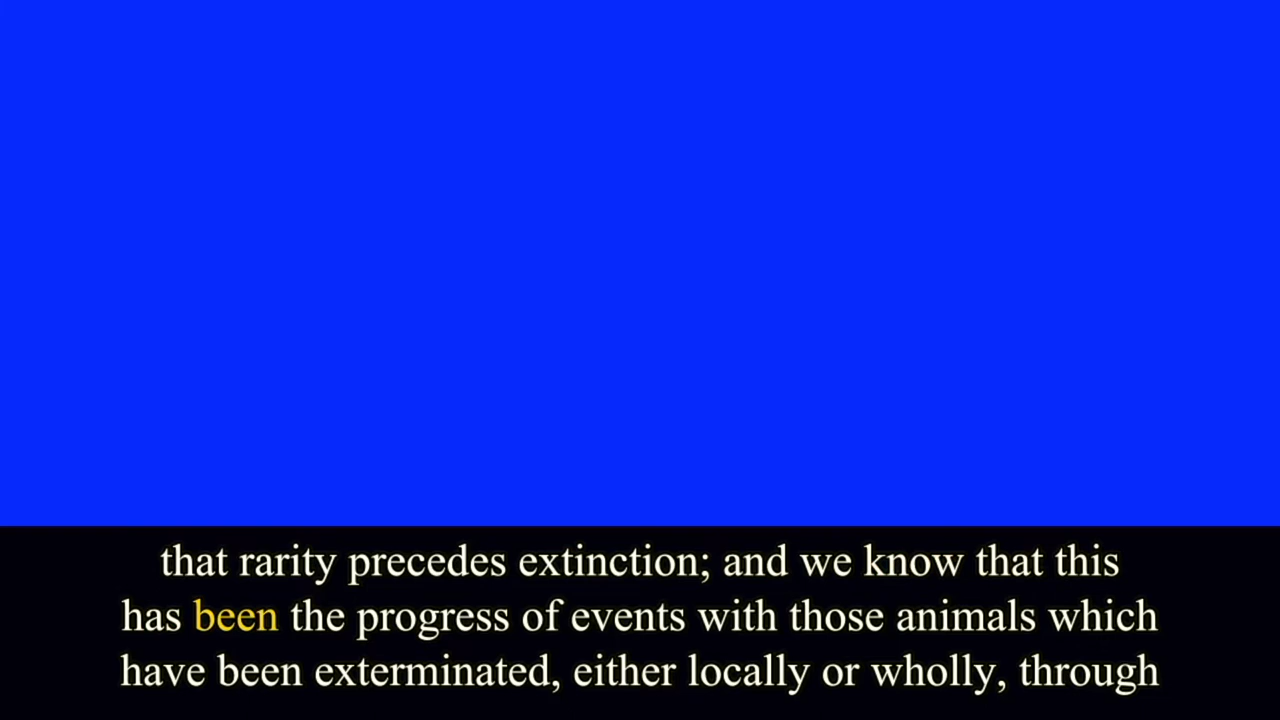 that rarity precedes extinction; and we know that this
has been the progress of events with those animals which
have been exterminated, either locally or wholly, through